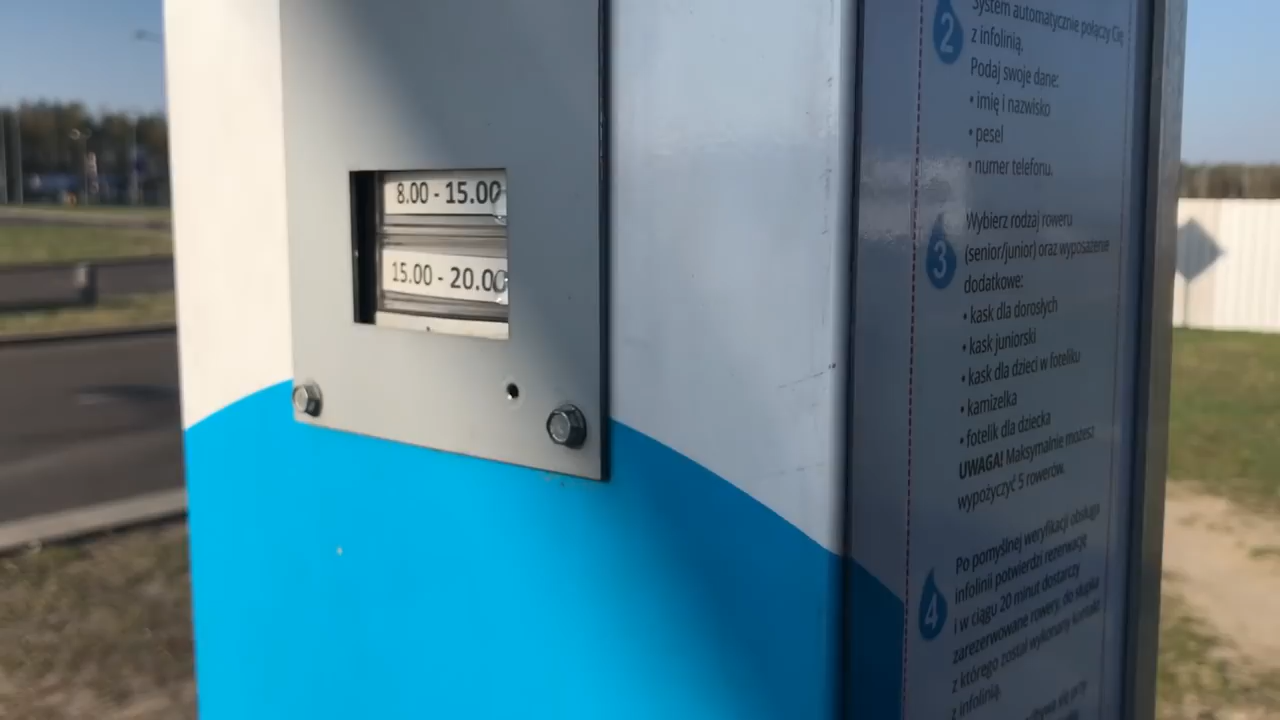 8.00 - 15.00
15.00 - 20.00
2
System automatycznie połączy Cię
z infolinią.
Podaj swoje dane:
• imię i nazwisko
• pesel
• numer telefonu.
3
Wybierz rodzaj roweru
(senior/junior) oraz wyposażenie
dodatkowe:
• kask dla dorosłych
• kask juniorski
• kask dla dzieci w foteliku
• kamizelka
• fotelik dla dziecka
UWAGA! Maksymalnie możesz
wypożyczyć 5 rowerów.
4
Po pomyślnej weryfikacji obsługa
infolinii potwierdzi rezerwację
i w ciągu 20 minut dostarczy
zarezerwowane rowery, do słupka
z którego został wykonany kontakt
z infolinią.
się przy